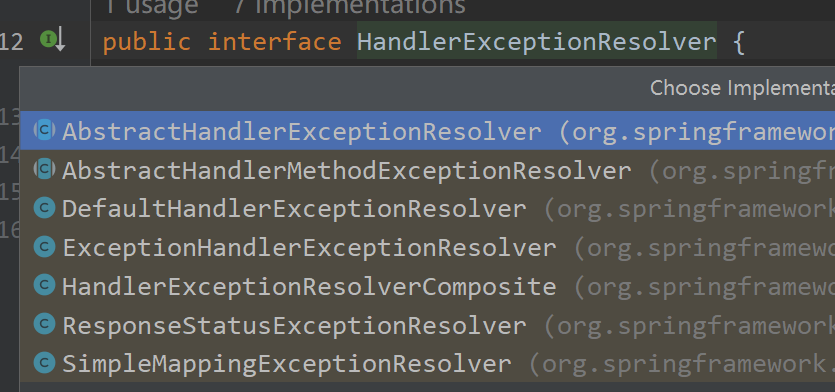 1 usage 7 implementations
12 public interface HandlerExceptionResolver {
Choose Implementa
13 AbstractHandlerExceptionResolver (org.springframework
14 AbstractHandlerMethodExceptionResolver (org.springfr
15 DefaultHandlerExceptionResolver (org.springframework
16 ExceptionHandlerExceptionResolver (org.springframewo
HandlerExceptionResolverComposite (org.springframewo
ResponseStatusExceptionResolver (org.springframework
SimpleMappingExceptionResolver (org.springframework.